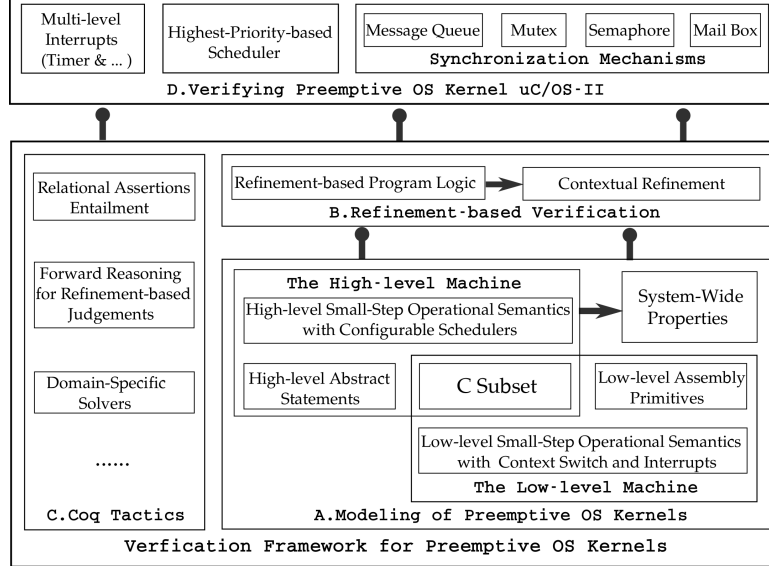 Multi-level
Interrupts
(Timer & ... )
Highest-Priority-based
Scheduler
Message Queue
Mutex
Semaphore
Mail Box
Synchronization Mechanisms
D.Verifying Preemptive OS Kernel uC/OS-II
Relational Assertions
Entailment
Forward Reasoning
for Refinement-based
Judgements
Domain-Specific
Solvers
......
C.Coq Tactics
Refinement-based Program Logic
Contextual Refinement
B.Refinement-based Verification
The High-level Machine
High-level Small-Step Operational Semantics
with Configurable Schedulers
System-Wide
Properties
High-level Abstract
Statements
C Subset
Low-level Assembly
Primitives
Low-level Small-Step Operational Semantics
with Context Switch and Interrupts
The Low-level Machine
A.Modeling of Preemptive OS Kernels
Verfication Framework for Preemptive OS Kernels